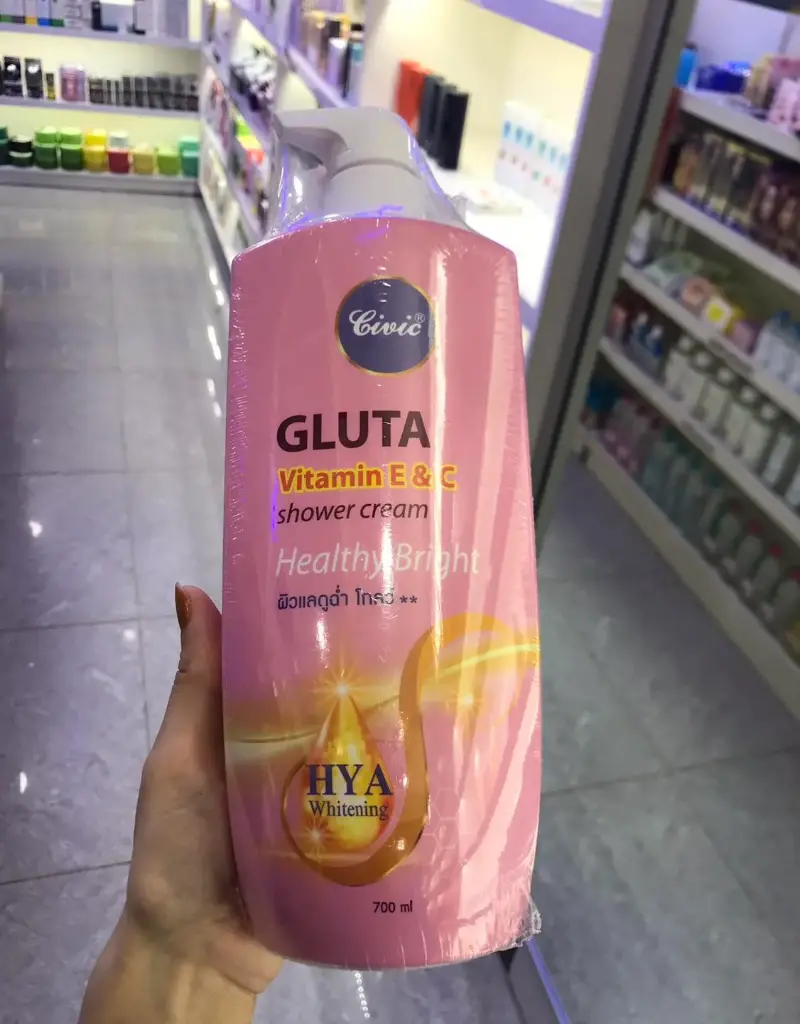 Civic®
GLUTA
Vitamin E & C
shower cream
Healthy Bright
ผิวแลดูฉ่ำ โกลว์ **
HYA
Whitening
700 ml